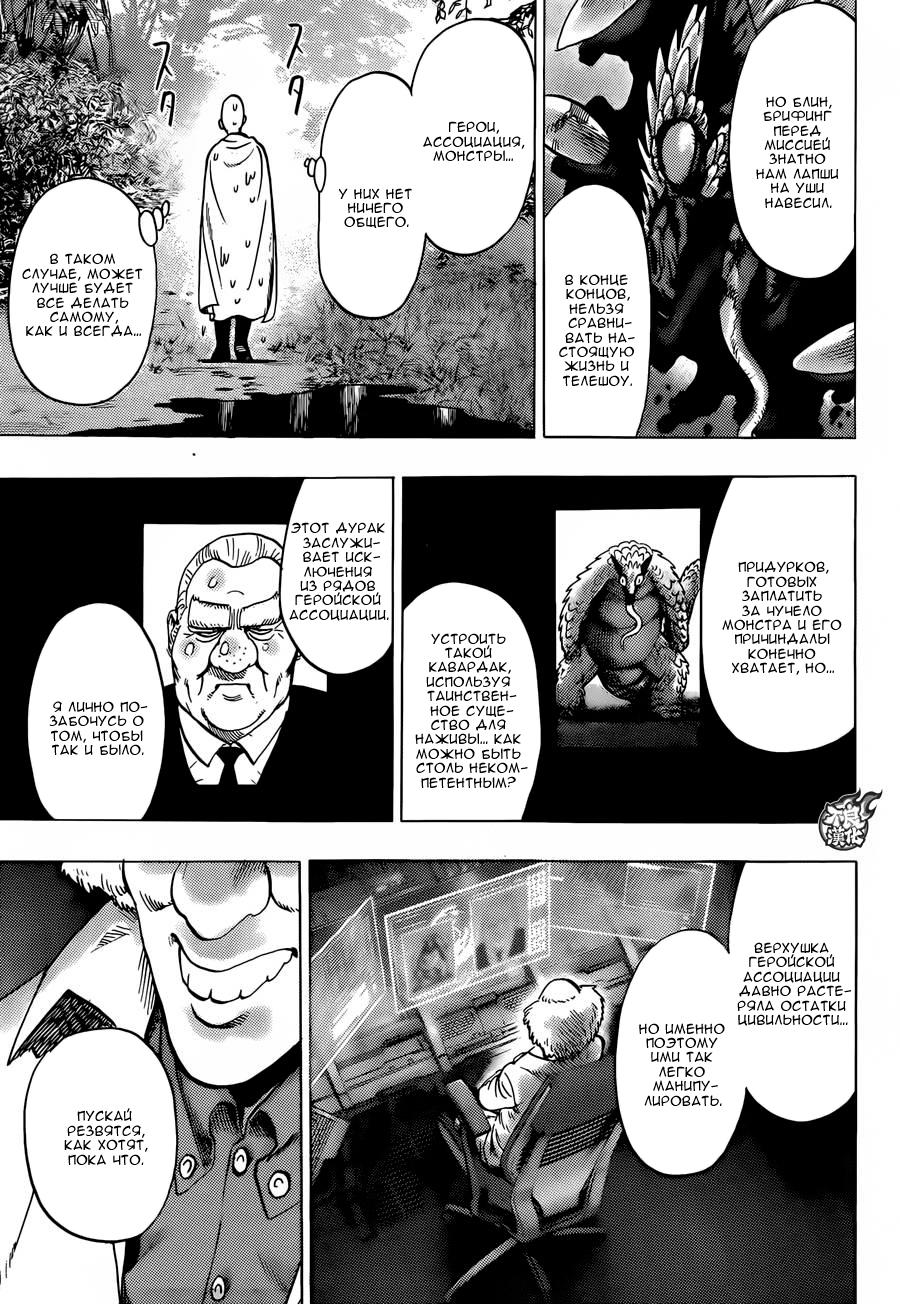 НО БЛИН,
БРИФИНГ
ПЕРЕД
МИССИЕЙ
ЗНАТНО
НАМ ЛАПШИ
НА УШИ
НАВЕСИЛ.
В КОНЦЕ
КОНЦОВ,
НЕЛЬЗЯ
СРАВНИ-
ВАТЬ НА-
СТОЯЩУЮ
ЖИЗНЬ И
ТЕЛЕШОУ.
ГЕРОИ,
АССОЦИАЦИЯ,
МОНСТРЫ...
У НИХ НЕТ
НИЧЕГО
ОБЩЕГО.
スタ
スタ
В ТАКОМ
СЛУЧАЕ, МОЖЕТ
ЛУЧШЕ БУДЕТ
ВСЕ ДЕЛАТЬ
САМОМУ,
КАК И ВСЕГДА...
ПРИДУРКОВ,
ГОТОВЫХ
ЗАПЛАТИТЬ
ЗА ЧУЧЕЛО
МОНСТРА И ЕГО
ПРИЧИНДАЛЫ
КОНЕЧНО
ХВАТАЕТ, НО...
УСТРОИТЬ
ТАКОЙ
КАВАРДАК,
ИСПОЛЬЗУЯ
ТАИНСТВЕН-
НОЕ СУЩЕ-
СТВО ДЛЯ
НАЖИВЫ... КАК
МОЖНО БЫТЬ
СТОЛЬ НЕКОМ-
ПЕТЕНТНЫМ?
ЭТОТ ДУРАК
ЗАСЛУЖИ-
ВАЕТ ИСК-
ЛЮЧЕНИЯ
ИЗ РЯДОВ
ГЕРОЙСКОЙ
АССОЦИАЦИИ.
Я ЛИЧНО ПО-
ЗАБОЧУСЬ О
ТОМ, ЧТОБЫ
ТАК И БЫЛО.
大浪
漢化
ВЕРХУШКА
ГЕРОЙСКОЙ
АССОЦИАЦИИ
ДАВНО РАСТЕ-
РЯЛА ОСТАТКИ
ЦИВИЛЬНОСТИ...
НО ИМЕННО
ПОЭТОМУ
ИМИ ТАК
ЛЕГКО
МАНИПУ-
ЛИРОВАТЬ.
ПУСКАЙ
РЕЗВЯТСЯ,
КАК ХОТЯТ,
ПОКА ЧТО.